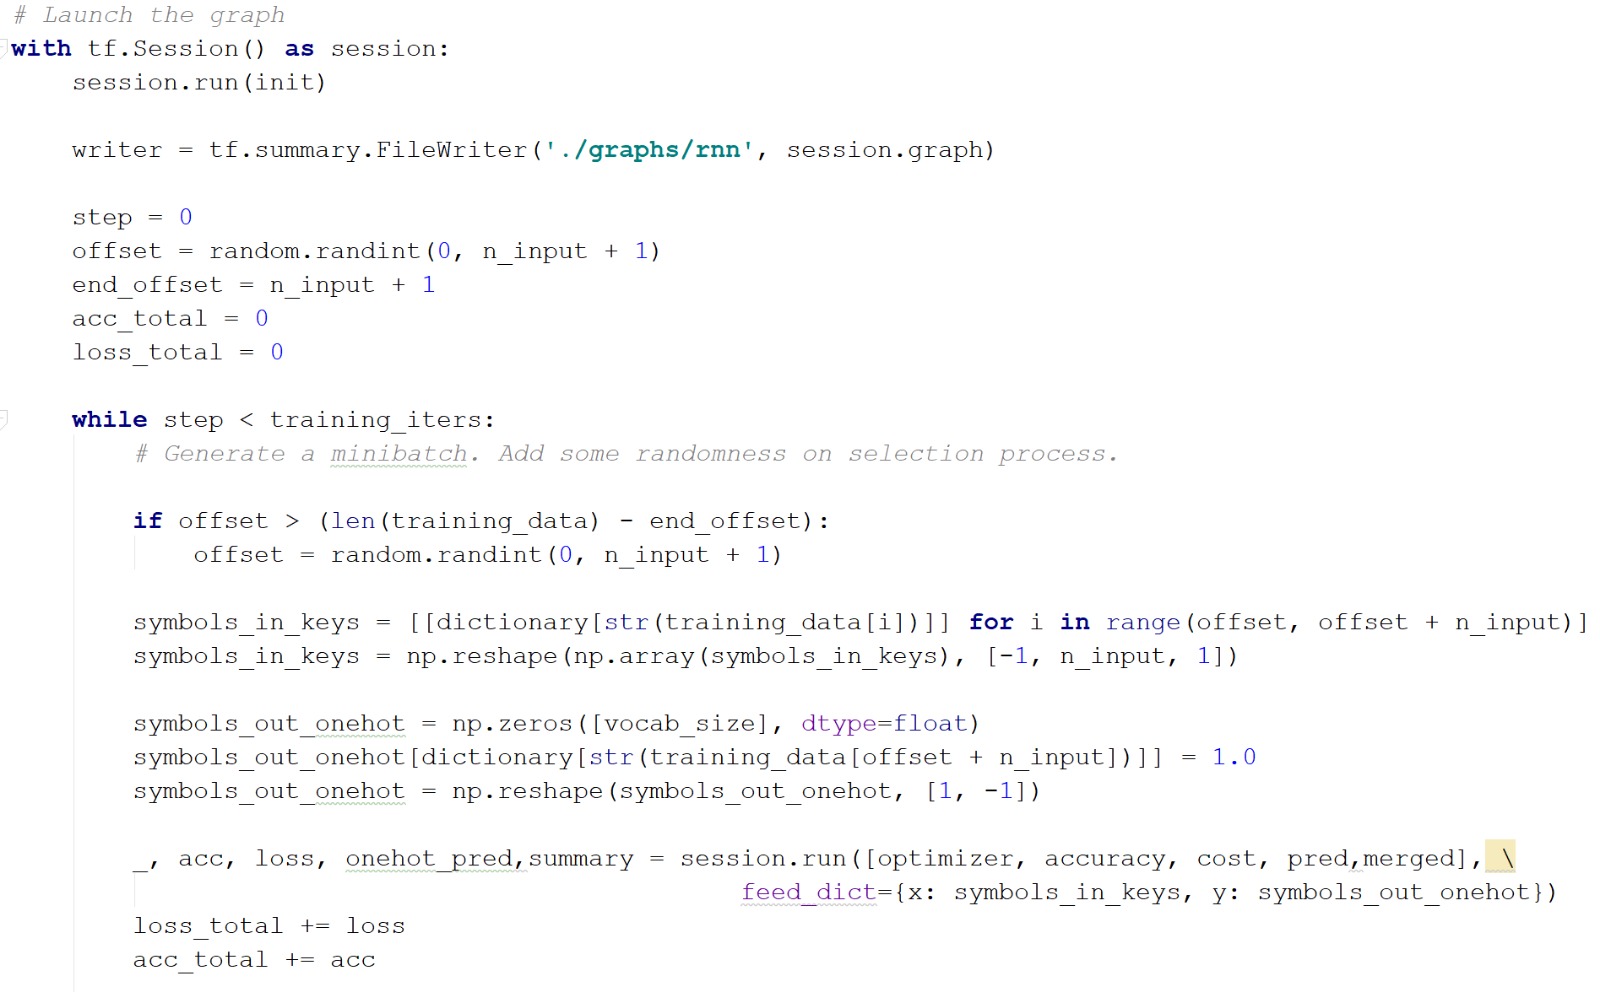 # Launch the graph
with tf.Session() as session:
    session.run(init)

    writer = tf.summary.FileWriter('./graphs/rnn', session.graph)

    step = 0
    offset = random.randint(0, n_input + 1)
    end_offset = n_input + 1
    acc_total = 0
    loss_total = 0

    while step < training_iters:
        # Generate a minibatch. Add some randomness on selection process.

        if offset > (len(training_data) - end_offset):
            offset = random.randint(0, n_input + 1)

        symbols_in_keys = [[dictionary[str(training_data[i])]] for i in range(offset, offset + n_input)]
        symbols_in_keys = np.reshape(np.array(symbols_in_keys), [-1, n_input, 1])

        symbols_out_onehot = np.zeros([vocab_size], dtype=float)
        symbols_out_onehot[dictionary[str(training_data[offset + n_input])]] = 1.0
        symbols_out_onehot = np.reshape(symbols_out_onehot, [1, -1])

        _, acc, loss, onehot_pred,summary = session.run([optimizer, accuracy, cost, pred,merged], \
                                                feed_dict={x: symbols_in_keys, y: symbols_out_onehot})
        loss_total += loss
        acc_total += acc